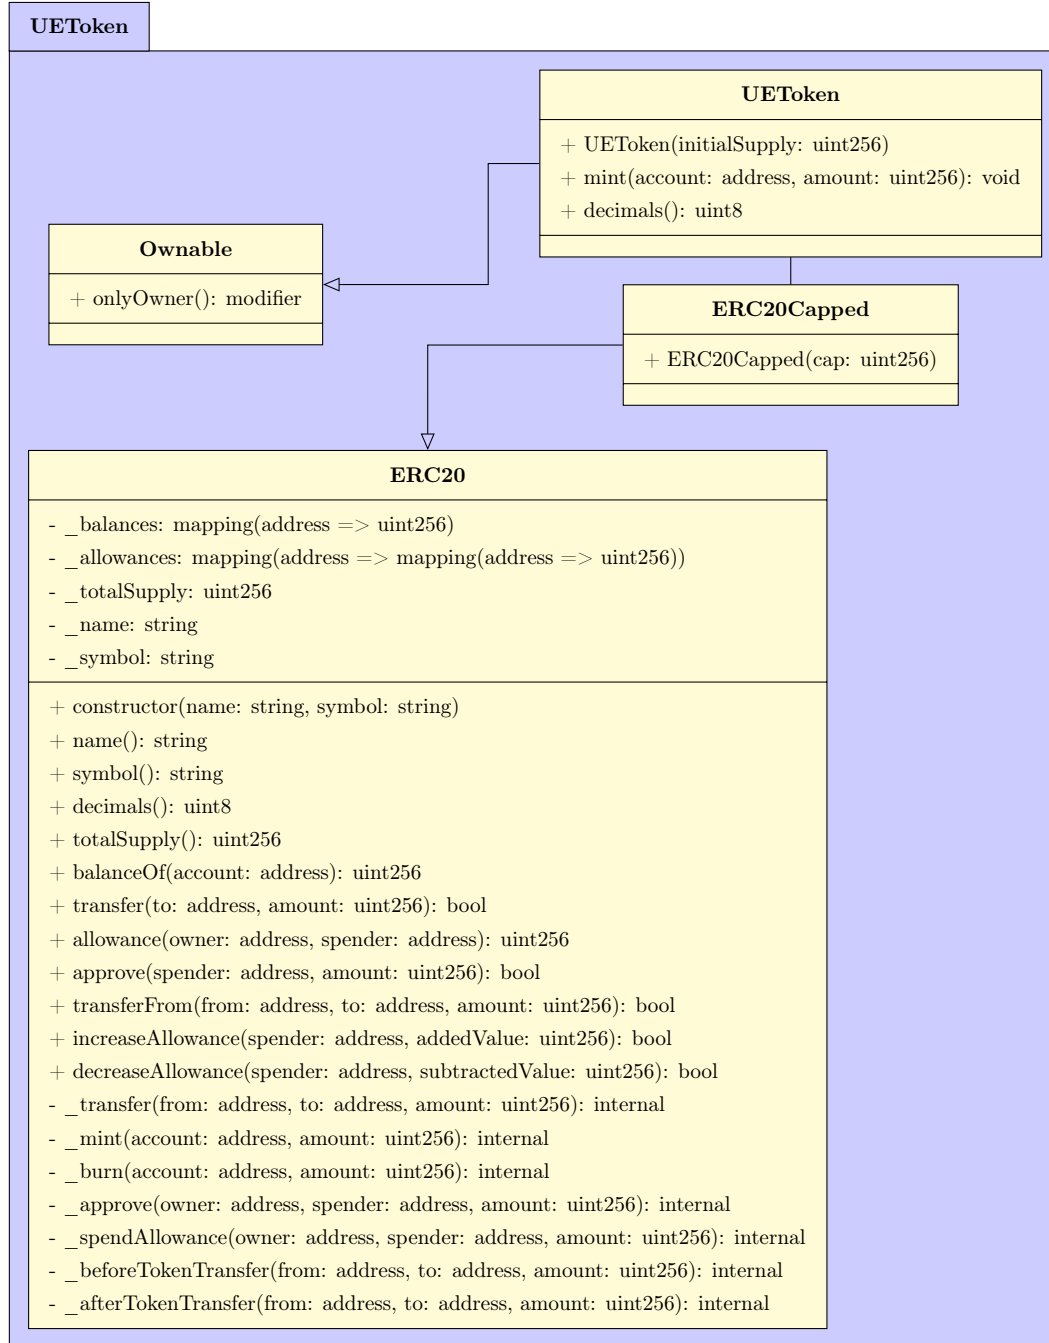 UEToken
UEToken
+ UEToken(initialSupply: uint256)
+ mint(account: address, amount: uint256): void
+ decimals(): uint8
Ownable
+ onlyOwner(): modifier
ERC20Capped
+ ERC20Capped(cap: uint256)
ERC20
- _balances: mapping(address => uint256)
- _allowances: mapping(address => mapping(address => uint256))
- _totalSupply: uint256
- _name: string
- _symbol: string
+ constructor(name: string, symbol: string)
+ name(): string
+ symbol(): string
+ decimals(): uint8
+ totalSupply(): uint256
+ balanceOf(account: address): uint256
+ transfer(to: address, amount: uint256): bool
+ allowance(owner: address, spender: address): uint256
+ approve(spender: address, amount: uint256): bool
+ transferFrom(from: address, to: address, amount: uint256): bool
+ increaseAllowance(spender: address, addedValue: uint256): bool
+ decreaseAllowance(spender: address, subtractedValue: uint256): bool
- _transfer(from: address, to: address, amount: uint256): internal
- _mint(account: address, amount: uint256): internal
- _burn(account: address, amount: uint256): internal
- _approve(owner: address, spender: address, amount: uint256): internal
- _spendAllowance(owner: address, spender: address, amount: uint256): internal
- _beforeTokenTransfer(from: address, to: address, amount: uint256): internal
- _afterTokenTransfer(from: address, to: address, amount: uint256): internal